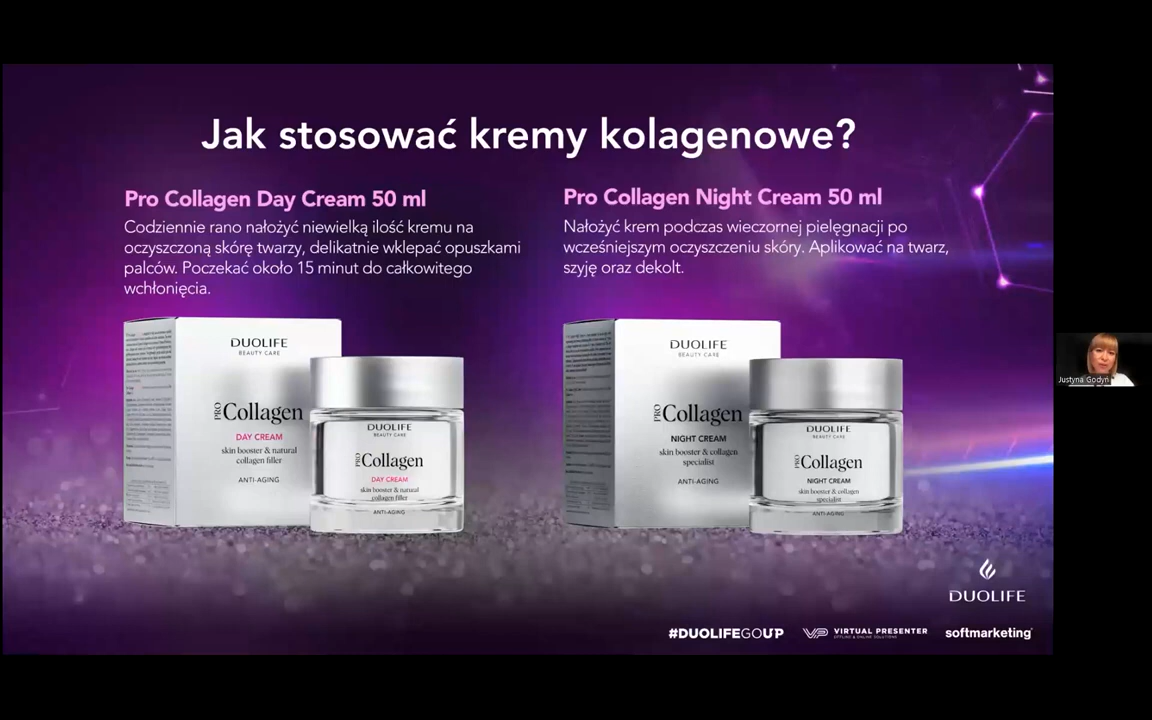 Jak stosować kremy kolagenowe?
Pro Collagen Day Cream 50 ml
Codziennie rano nałożyć niewielką ilość kremu na
oczyszczoną skórę twarzy, delikatnie wklepać opuszkami
palców. Poczekać około 15 minut do całkowitego
wchłonięcia.
Pro Collagen Night Cream 50 ml
Nałożyć krem podczas wieczornej pielęgnacji po
wcześniejszym oczyszczeniu skóry. Aplikować na twarz,
szyję oraz dekolt.
DUOLIFE
BEAUTY CARE
PRO Collagen
DAY CREAM
skin booster & natural
collagen filler
ANTI-AGING
DUOLIFE
BEAUTY CARE
PRO Collagen
DAY CREAM
skin booster & natural
collagen filler
ANTI-AGING
DUOLIFE
BEAUTY CARE
PRO Collagen
NIGHT CREAM
skin booster & collagen
specialist
ANTI-AGING
DUOLIFE
BEAUTY CARE
PRO Collagen
NIGHT CREAM
skin booster & collagen
specialist
ANTI-AGING
Justyna Godyń
DUOLIFE
#DUOLIFEGOUP
VP VIRTUAL PRESENTER
OFFLINE & ONLINE SOLUTIONS
softmarketing